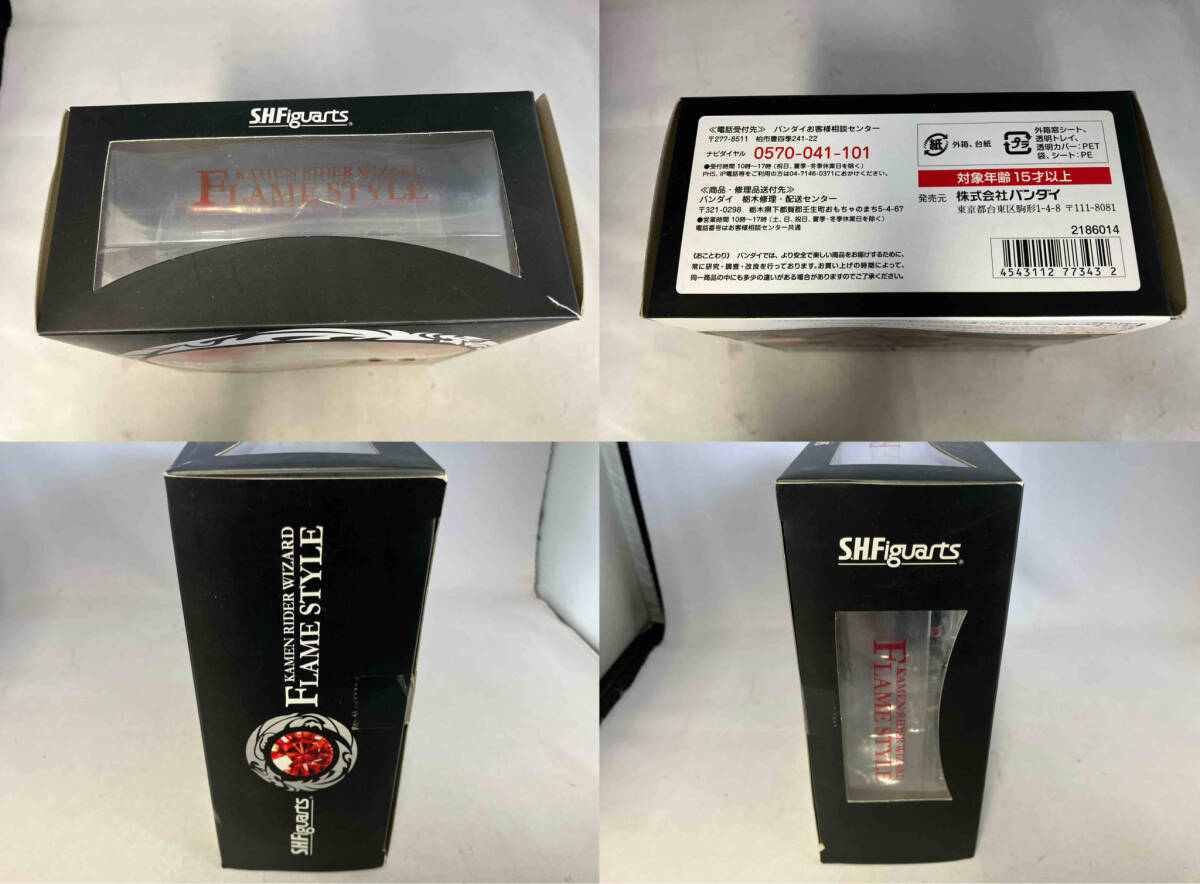 S.H.Figuarts
KAMEN RIDER WIZARD
FLAME STYLE
≪電話受付先≫ バンダイお客様相談センター
〒277-8511 柏市豊四季241-22
ナビダイヤル 0570-041-101
●受付時間 10時〜17時 (祝日、夏季・冬季休業日を除く)
PHS、IP電話等をご利用の方は04-7146-0371におかけください。
≪商品・修理品送付先≫
バンダイ 栃木修理・配送センター
〒321-0298 栃木県下都賀郡壬生町おもちゃのまち5-4-67
●営業時間 10時〜17時 (土、日、祝日、夏季・冬季休業日を除く)
電話番号はお客様相談センター共通
《おことわり》 バンダイでは、より安全で楽しい商品をお届けするために、
常に研究・調査・改良を行っております。お買い上げの時期によって、
同一商品の中にも多少の違いがある場合がありますのでご了承ください。
紙 外箱、台紙
プラ 外箱窓シート、
透明トレイ、
透明カバー:PET
袋、シート:PE
対象年齢 15才以上
発売元 株式会社バンダイ
東京都台東区駒形1-4-8 〒111-8081
2186014
4543112 77343 2
KAMEN RIDER WIZARD
FLAME STYLE
S.H.Figuarts
S.H.Figuarts
KAMEN RIDER WIZARD
FLAME STYLE